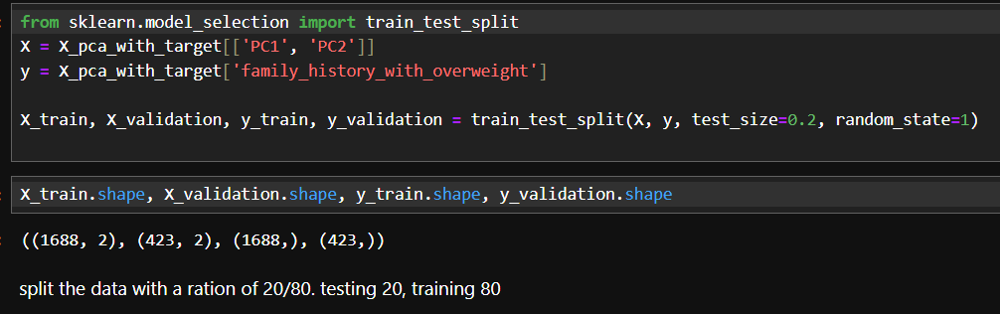 from sklearn.model_selection import train_test_split
X = X_pca_with_target[['PC1', 'PC2']]
y = X_pca_with_target['family_history_with_overweight']
X_train, X_validation, y_train, y_validation = train_test_split(X, y, test_size=0.2, random_state=1)
X_train.shape, X_validation.shape, y_train.shape, y_validation.shape
((1688, 2), (423, 2), (1688,), (423,))
split the data with a ration of 20/80. testing 20, training 80